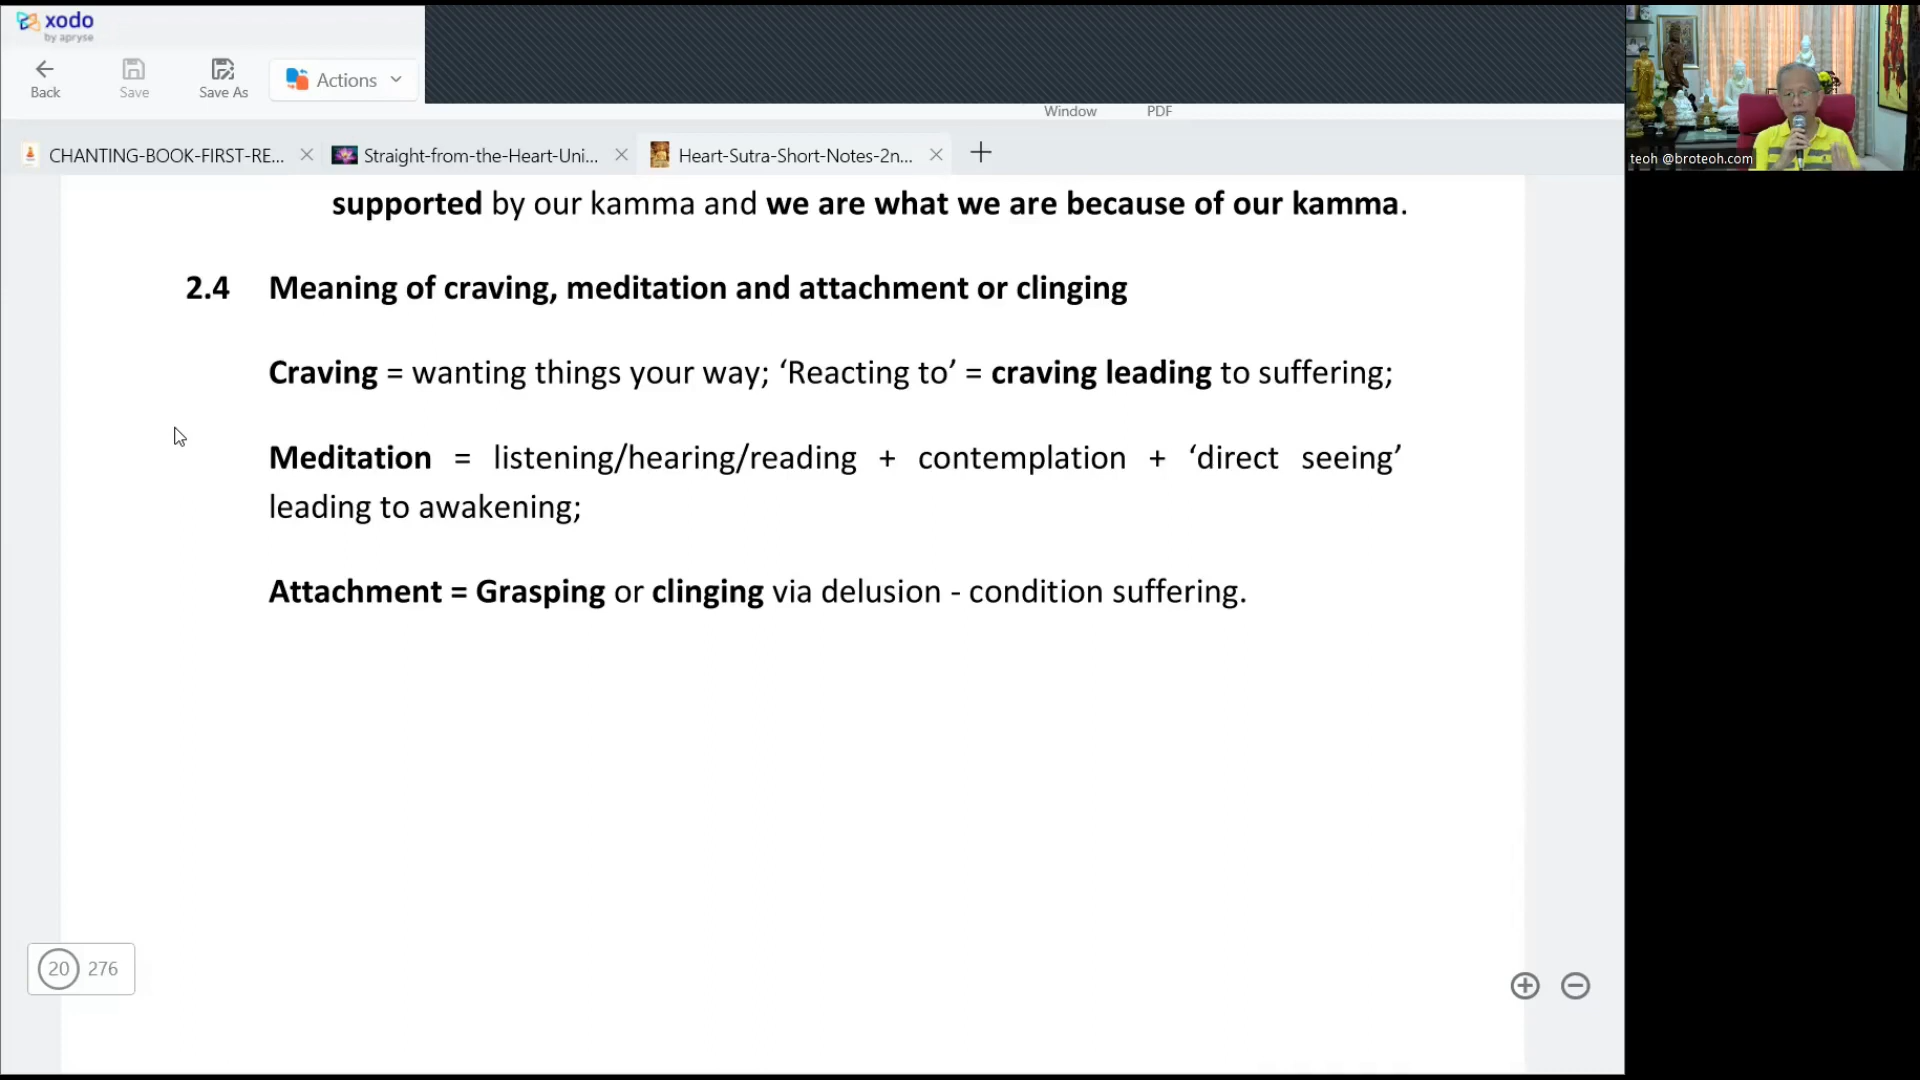 xodo
by apryse
Back
Save
Save As
Actions
Window
PDF
CHANTING-BOOK-FIRST-RE...
Straight-from-the-Heart-Uni...
Heart-Sutra-Short-Notes-2n...
teoh @broteoh.com
supported by our kamma and we are what we are because of our kamma.
2.4 Meaning of craving, meditation and attachment or clinging
Craving = wanting things your way; ‘Reacting to’ = craving leading to suffering;
Meditation = listening/hearing/reading + contemplation + ‘direct seeing’
leading to awakening;
Attachment = Grasping or clinging via delusion - condition suffering.
20 276